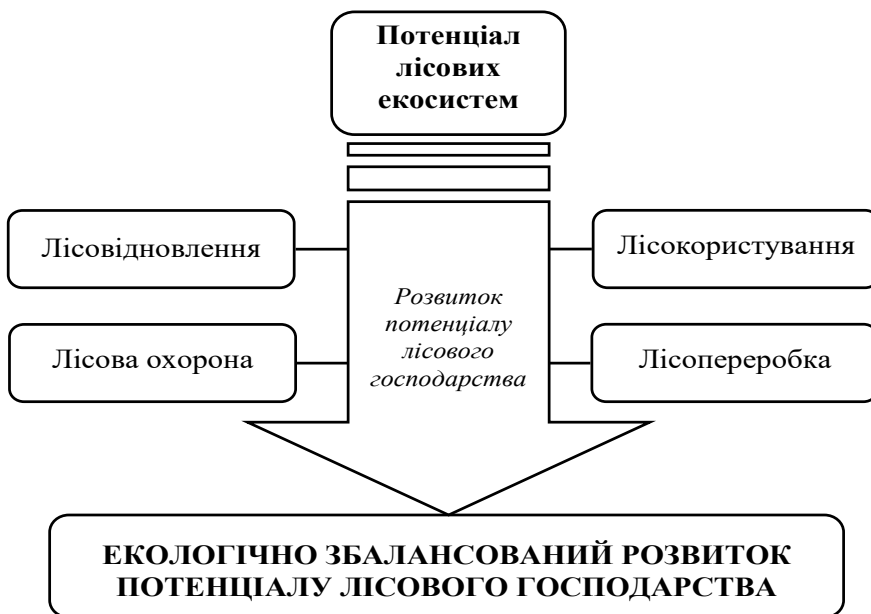 Потенціал
лісових
екосистем
Лісовідновлення
Лісокористування
Розвиток
потенціалу
лісового
господарства
Лісова охорона
Лісопереробка
ЕКОЛОГІЧНО ЗБАЛАНСОВАНИЙ РОЗВИТОК
ПОТЕНЦІАЛУ ЛІСОВОГО ГОСПОДАРСТВА